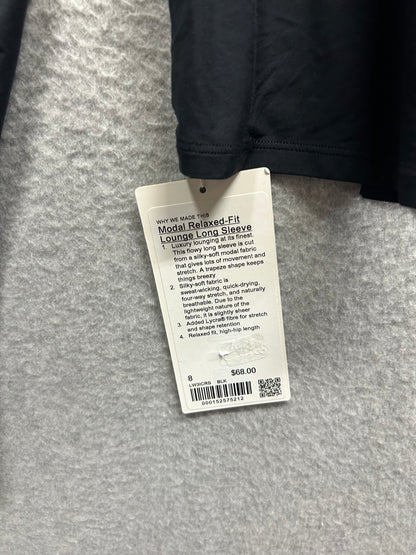 WHY WE MADE THIS
Modal Relaxed-Fit
Lounge Long Sleeve
1. Luxury lounging at its finest.
This flowy long sleeve is cut
from a silky-soft modal fabric
that gives lots of movement and
stretch. A trapeze shape keeps
things breezy
2. Silky-soft fabric is
sweat-wicking, quick-drying,
four-way stretch, and naturally
breathable. Due to the
lightweight nature of the
fabric, it is slightly sheer
3. Added Lycra® fibre for stretch
and shape retention
4. Relaxed fit, high-hip length
8 $68.00
LW3ICRS BLK
000152575212